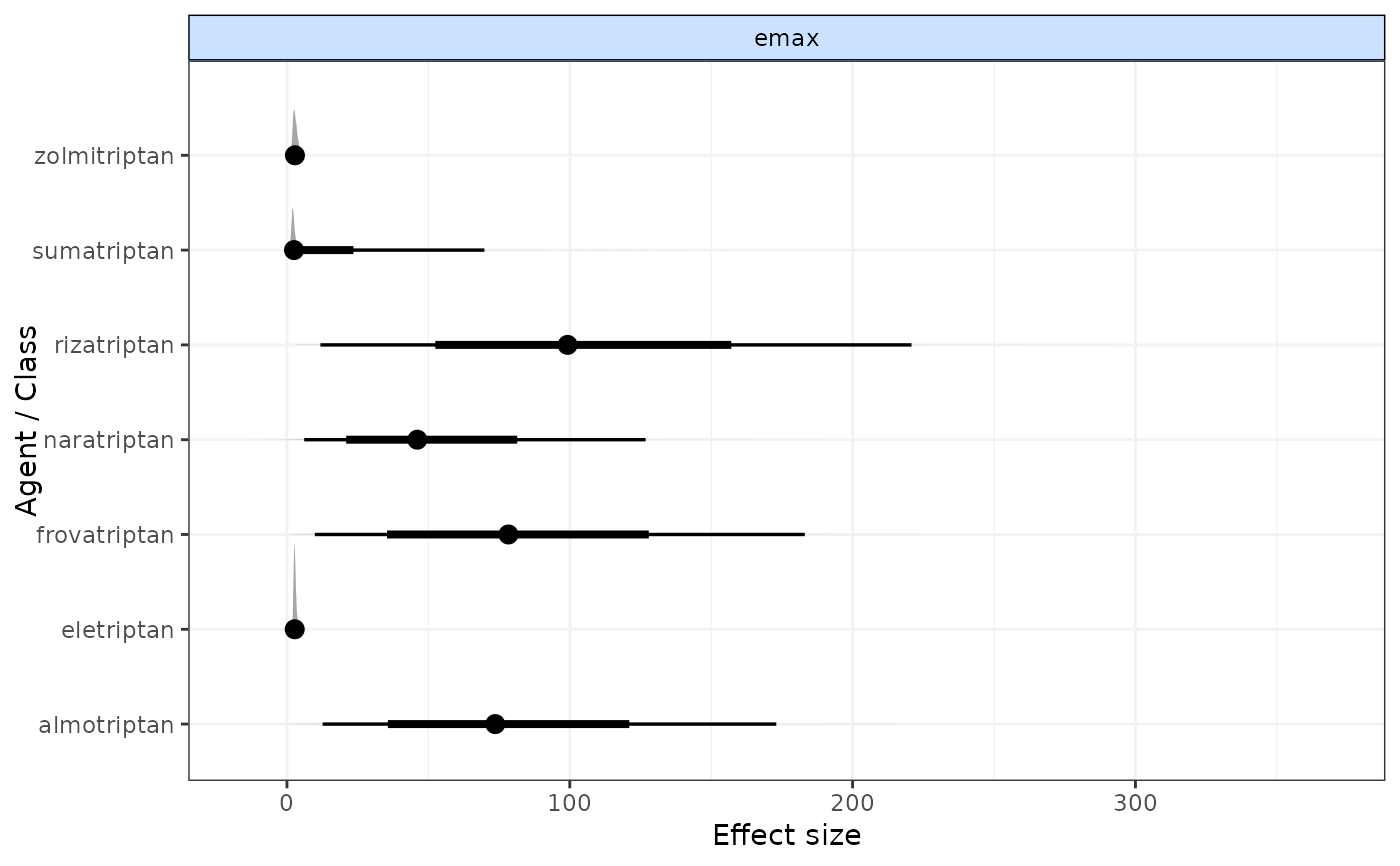 emax
zolmitriptan
sumatriptan
rizatriptan
naratriptan
frovatriptan
eletriptan
almotriptan
Agent / Class
0 100 200 300
Effect size